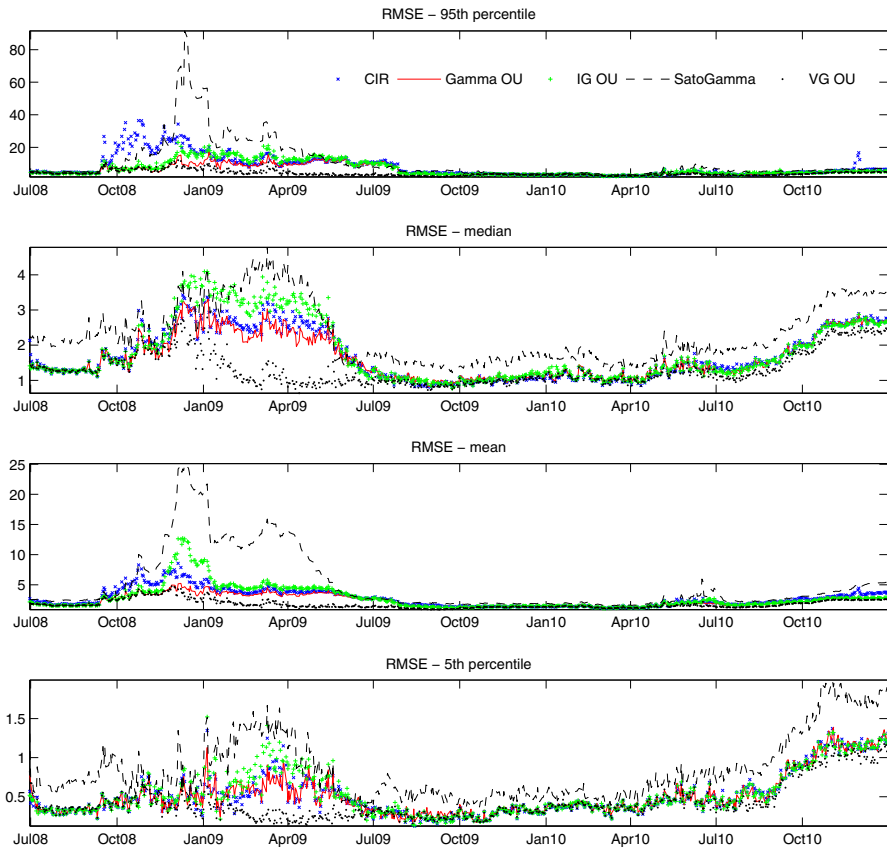 RMSE – 95th percentile
80
60
40
20
CIR Gamma OU IG OU SatoGamma VG OU
Jul08 Oct08 Jan09 Apr09 Jul09 Oct09 Jan10 Apr10 Jul10 Oct10
RMSE – median
4
3
2
1
Jul08 Oct08 Jan09 Apr09 Jul09 Oct09 Jan10 Apr10 Jul10 Oct10
RMSE – mean
25
20
15
10
5
Jul08 Oct08 Jan09 Apr09 Jul09 Oct09 Jan10 Apr10 Jul10 Oct10
RMSE – 5th percentile
1.5
1
0.5
Jul08 Oct08 Jan09 Apr09 Jul09 Oct09 Jan10 Apr10 Jul10 Oct10